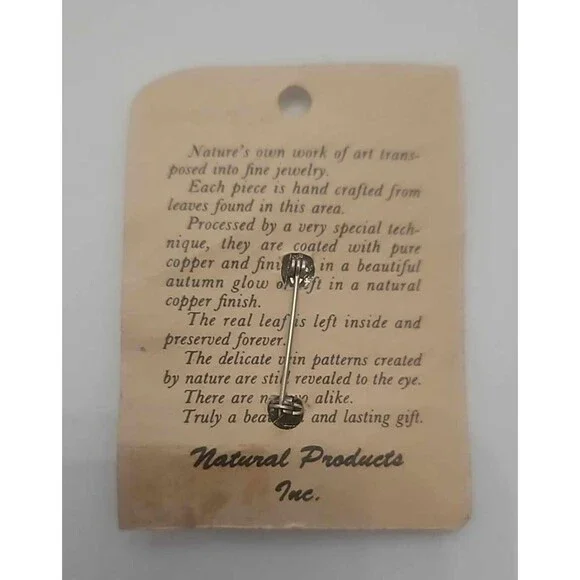 Nature's own work of art trans-
posed into fine jewelry.
Each piece is hand crafted from
leaves found in this area.
Processed by a very special tech-
nique, they are coated with pure
copper and in a beautiful
autumn glow in a natural
copper finish.
The real leaf is left inside and
preserved forever.
The delicate vein patterns created
by nature are still revealed to the eye.
There are no two alike.
Truly a and lasting gift.
Natural Products
Inc.